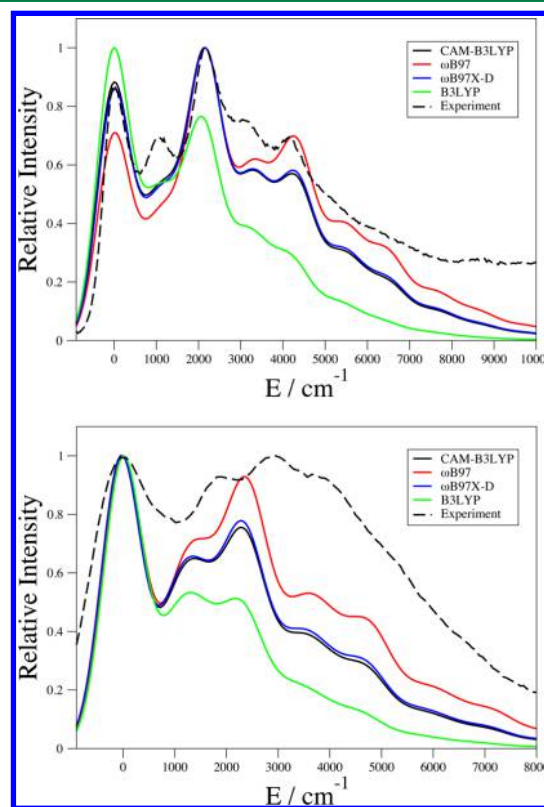 1
0.8
0.6
0.4
0.2
0
Relative Intensity
CAM-B3LYP
ωB97
ωB97X-D
B3LYP
Experiment
0 1000 2000 3000 4000 5000 6000 7000 8000 9000 10000
E / cm⁻¹
1
0.8
0.6
0.4
0.2
0
Relative Intensity
CAM-B3LYP
ωB97
ωB97X-D
B3LYP
Experiment
0 1000 2000 3000 4000 5000 6000 7000 8000
E / cm⁻¹